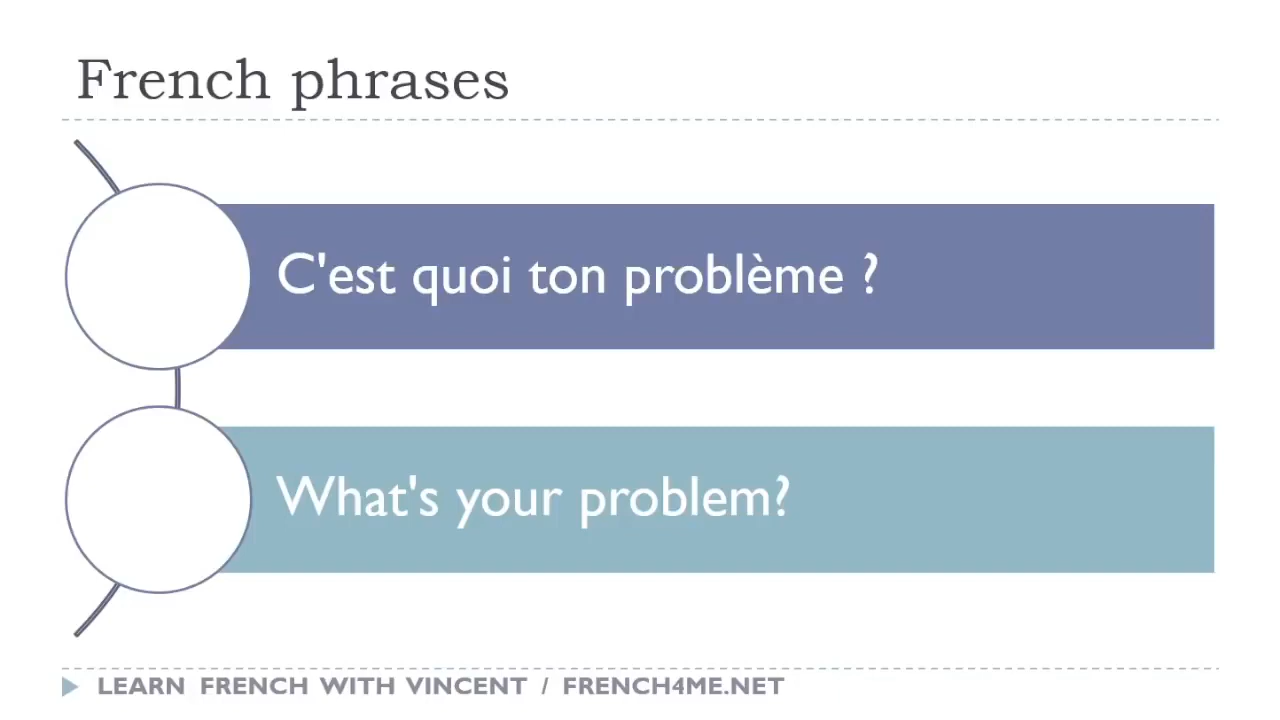 French phrases
C'est quoi ton problème ?
What's your problem?
LEARN FRENCH WITH VINCENT / FRENCH4ME.NET